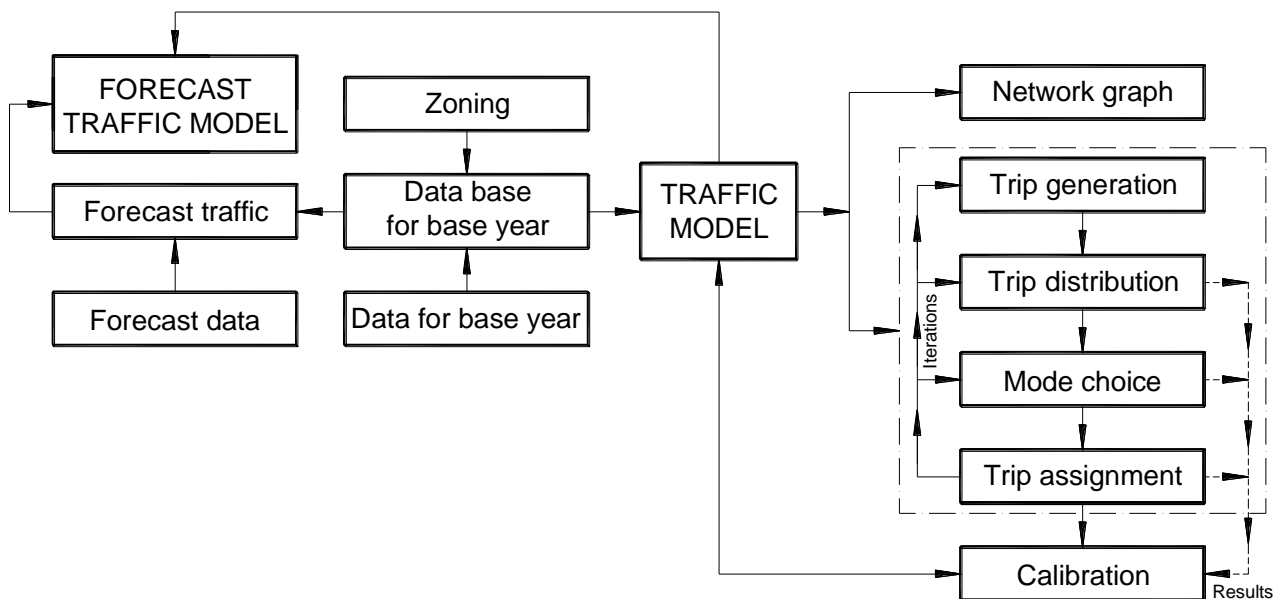 FORECAST
TRAFFIC MODEL
Zoning
Network graph
Forecast traffic
Data base
for base year
TRAFFIC
MODEL
Trip generation
Forecast data
Data for base year
Trip distribution
Iterations
Mode choice
Trip assignment
Calibration
Results